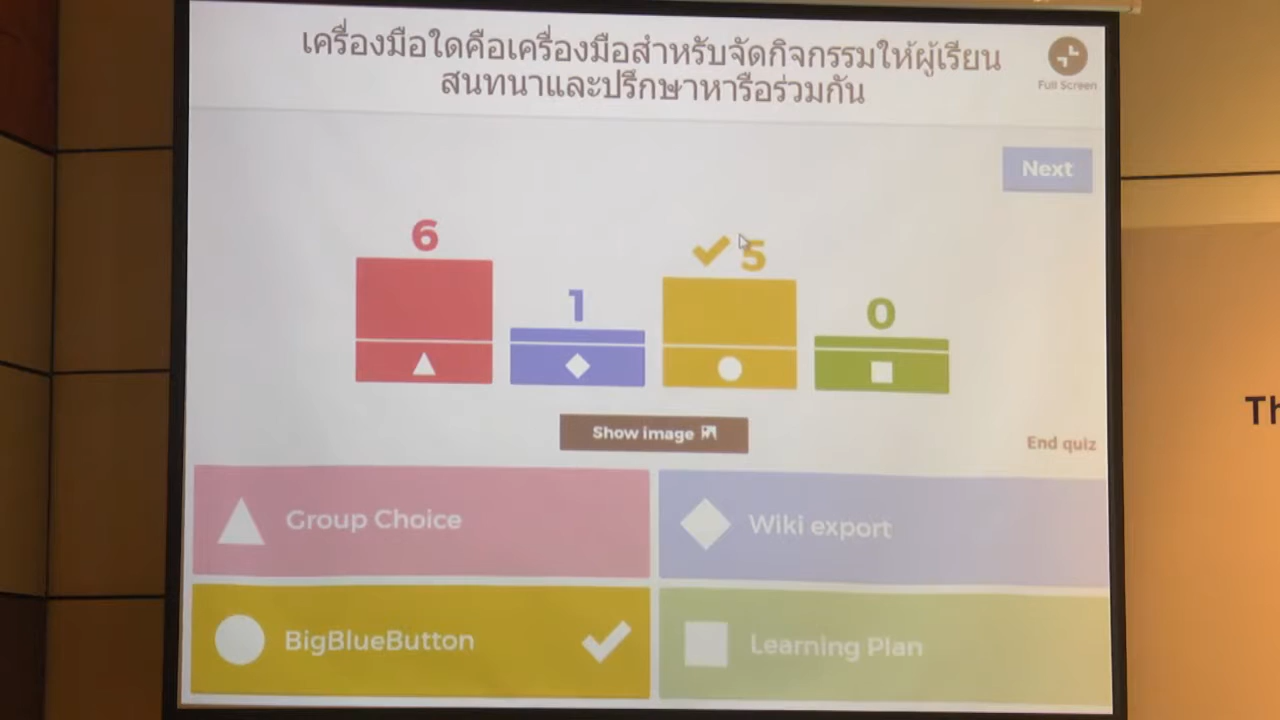 เครื่องมือใดคือเครื่องมือสำหรับจัดกิจกรรมให้ผู้เรียน
สนทนาและปรึกษาหารือร่วมกัน
Full Screen
Next
6
1
5
0
Show image
End quiz
Group Choice
Wiki export
BigBlueButton
Learning Plan